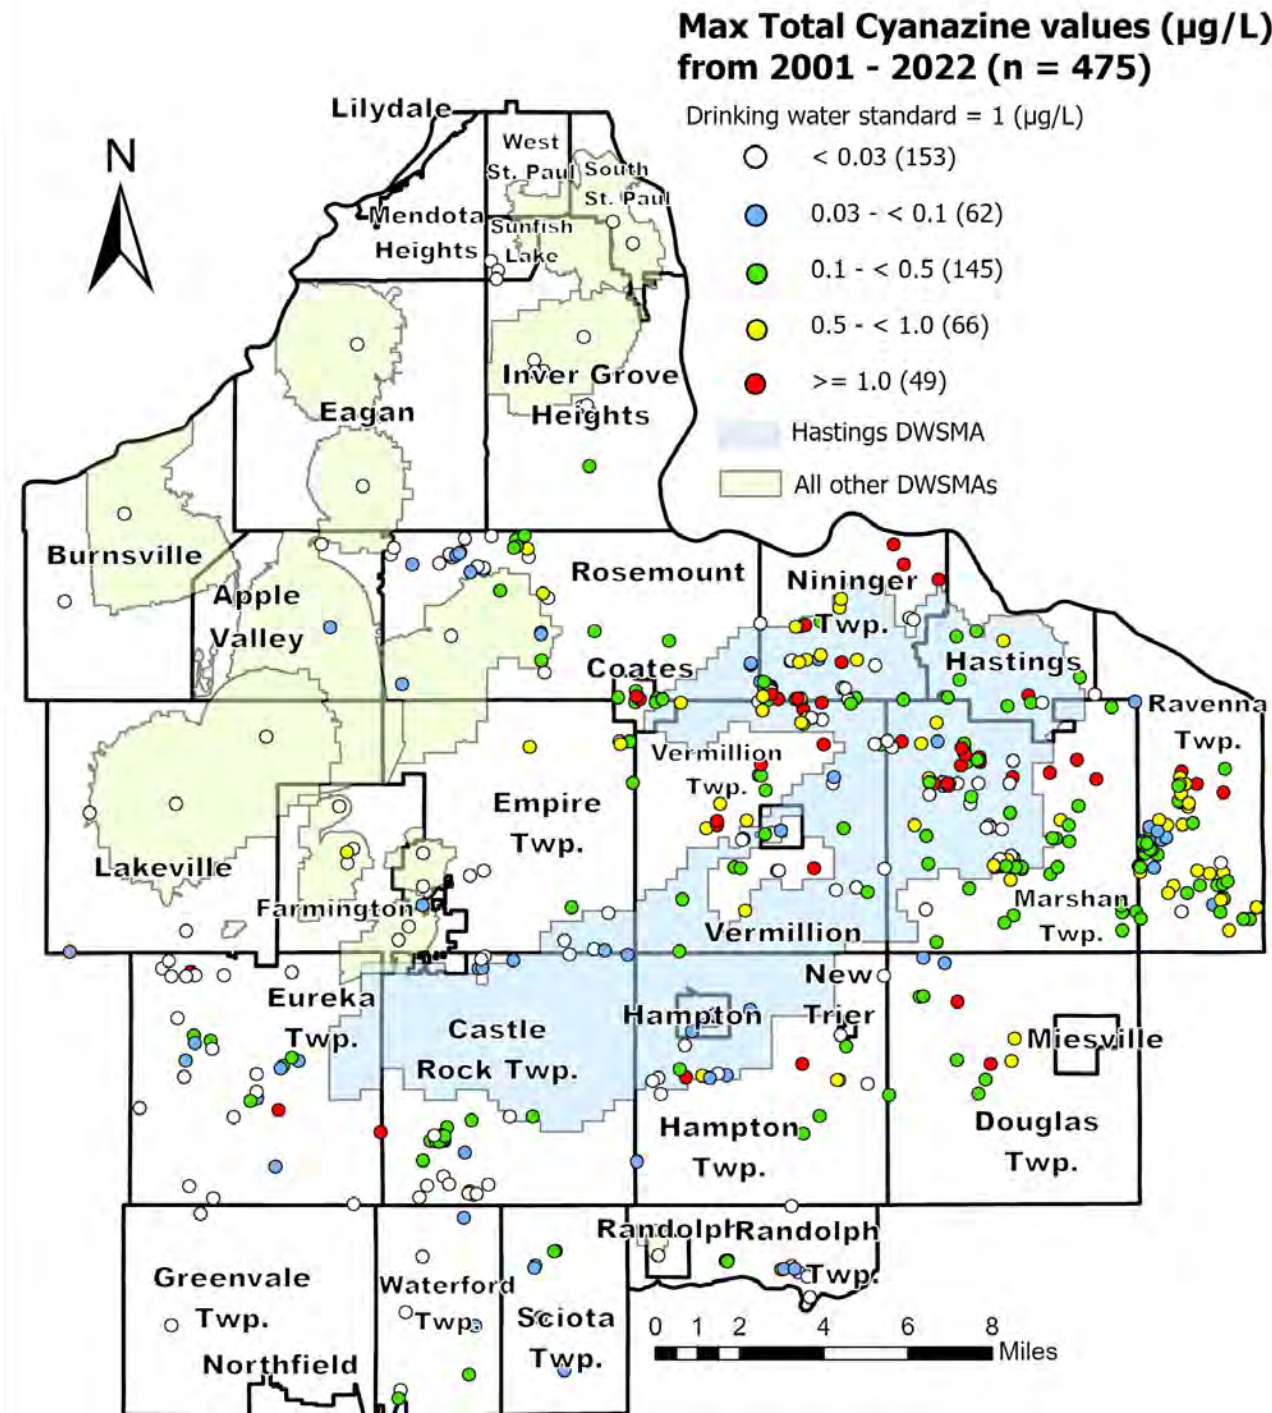 Max Total Cyanazine values (µg/L)
from 2001 - 2022 (n = 475)
Drinking water standard = 1 (µg/L)
< 0.03 (153)
0.03 - < 0.1 (62)
0.1 - < 0.5 (145)
0.5 - < 1.0 (66)
>= 1.0 (49)
Hastings DWSMA
All other DWSMAs
N
Lilydale
West
St. Paul
South
St. Paul
Mendota
Heights
Sunfish
Lake
Inver Grove
Heights
Eagan
Burnsville
Apple
Valley
Rosemount
Coates
Nininger
Twp.
Hastings
Ravenna
Twp.
Vermillion
Twp.
Empire
Twp.
Lakeville
Farmington
Vermillion
Marshan
Twp.
Eureka
Twp.
Castle
Rock Twp.
Hampton
New
Trier
Miesville
Hampton
Twp.
Douglas
Twp.
Randolph
Randolph
Twp.
Greenvale
Twp.
Waterford
Twp.
Sciota
Twp.
Northfield
0 1 2 4 6 8
Miles